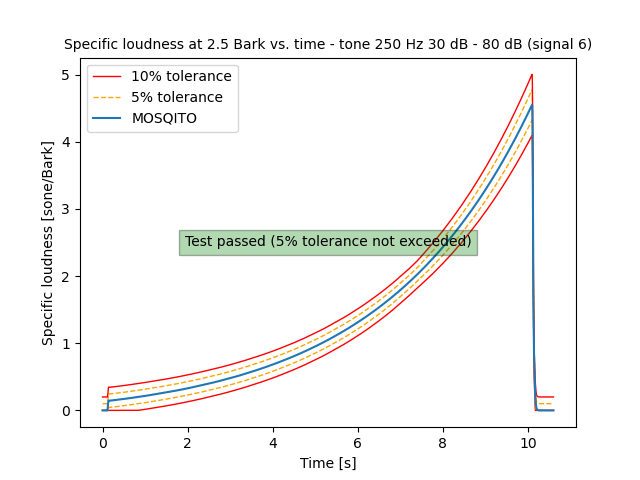 Specific loudness at 2.5 Bark vs. time - tone 250 Hz 30 dB - 80 dB (signal 6)
10% tolerance
5% tolerance
MOSQITO
Test passed (5% tolerance not exceeded)
Specific loudness [sone/Bark]
5
4
3
2
1
0
0 2 4 6 8 10
Time [s]